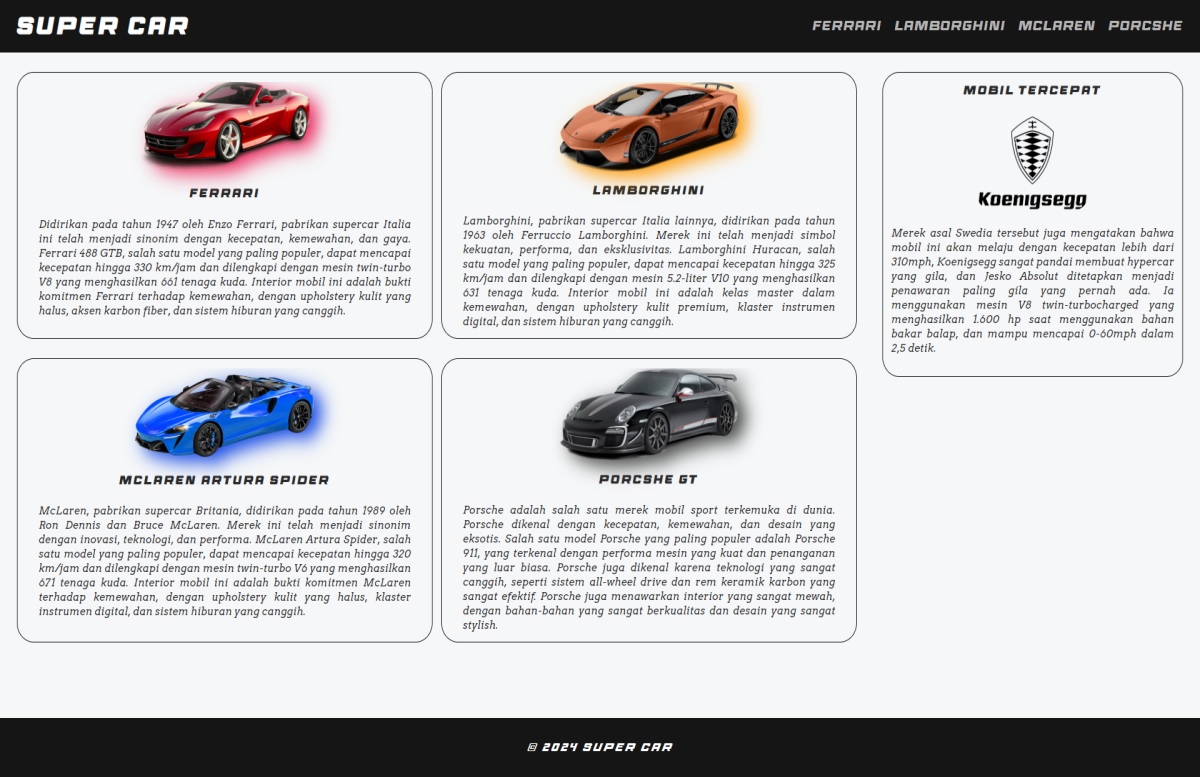 SUPER CAR
FERRARI LAMBORGHINI MCLAREN PORCSHE
FERRARI
Didirikan pada tahun 1947 oleh Enzo Ferrari, pabrikan supercar Italia
ini telah menjadi sinonim dengan kecepatan, kemewahan, dan gaya.
Ferrari 488 GTB, salah satu model yang paling populer, dapat mencapai
kecepatan hingga 330 km/jam dan dilengkapi dengan mesin twin-turbo
V8 yang menghasilkan 661 tenaga kuda. Interior mobil ini adalah bukti
komitmen Ferrari terhadap kemewahan, dengan upholstery kulit yang
halus, aksen karbon fiber, dan sistem hiburan yang canggih.
LAMBORGHINI
Lamborghini, pabrikan supercar Italia lainnya, didirikan pada tahun
1963 oleh Ferruccio Lamborghini. Merek ini telah menjadi simbol
kekuatan, performa, dan eksklusivitas. Lamborghini Huracan, salah
satu model yang paling populer, dapat mencapai kecepatan hingga 325
km/jam dan dilengkapi dengan mesin 5.2-liter V10 yang menghasilkan
631 tenaga kuda. Interior mobil ini adalah kelas master dalam
kemewahan, dengan upholstery kulit premium, klaster instrumen
digital, dan sistem hiburan yang canggih.
MCLAREN ARTURA SPIDER
McLaren, pabrikan supercar Britania, didirikan pada tahun 1989 oleh
Ron Dennis dan Bruce McLaren. Merek ini telah menjadi sinonim
dengan inovasi, teknologi, dan performa. McLaren Artura Spider, salah
satu model yang paling populer, dapat mencapai kecepatan hingga 320
km/jam dan dilengkapi dengan mesin twin-turbo V6 yang menghasilkan
671 tenaga kuda. Interior mobil ini adalah bukti komitmen McLaren
terhadap kemewahan, dengan upholstery kulit yang halus, klaster
instrumen digital, dan sistem hiburan yang canggih.
PORCSHE GT
Porsche adalah salah satu merek mobil sport terkemuka di dunia.
Porsche dikenal dengan kecepatan, kemewahan, dan desain yang
eksotis. Salah satu model Porsche yang paling populer adalah Porsche
911, yang terkenal dengan performa mesin yang kuat dan penanganan
yang luar biasa. Porsche juga dikenal karena teknologi yang sangat
canggih, seperti sistem all-wheel drive dan rem keramik karbon yang
sangat efektif. Porsche juga menawarkan interior yang sangat mewah,
dengan bahan-bahan yang sangat berkualitas dan desain yang sangat
stylish.
MOBIL TERCEPAT
Koenigsegg
Merek asal Swedia tersebut juga mengatakan bahwa
mobil ini akan melaju dengan kecepatan lebih dari
310mph, Koenigsegg sangat pandai membuat hypercar
yang gila, dan Jesko Absolut ditetapkan menjadi
penawaran paling gila yang pernah ada. Ia
menggunakan mesin V8 twin-turbocharged yang
menghasilkan 1.600 hp saat menggunakan bahan
bakar balap, dan mampu mencapai 0-60mph dalam
2,5 detik.
© 2024 SUPER CAR